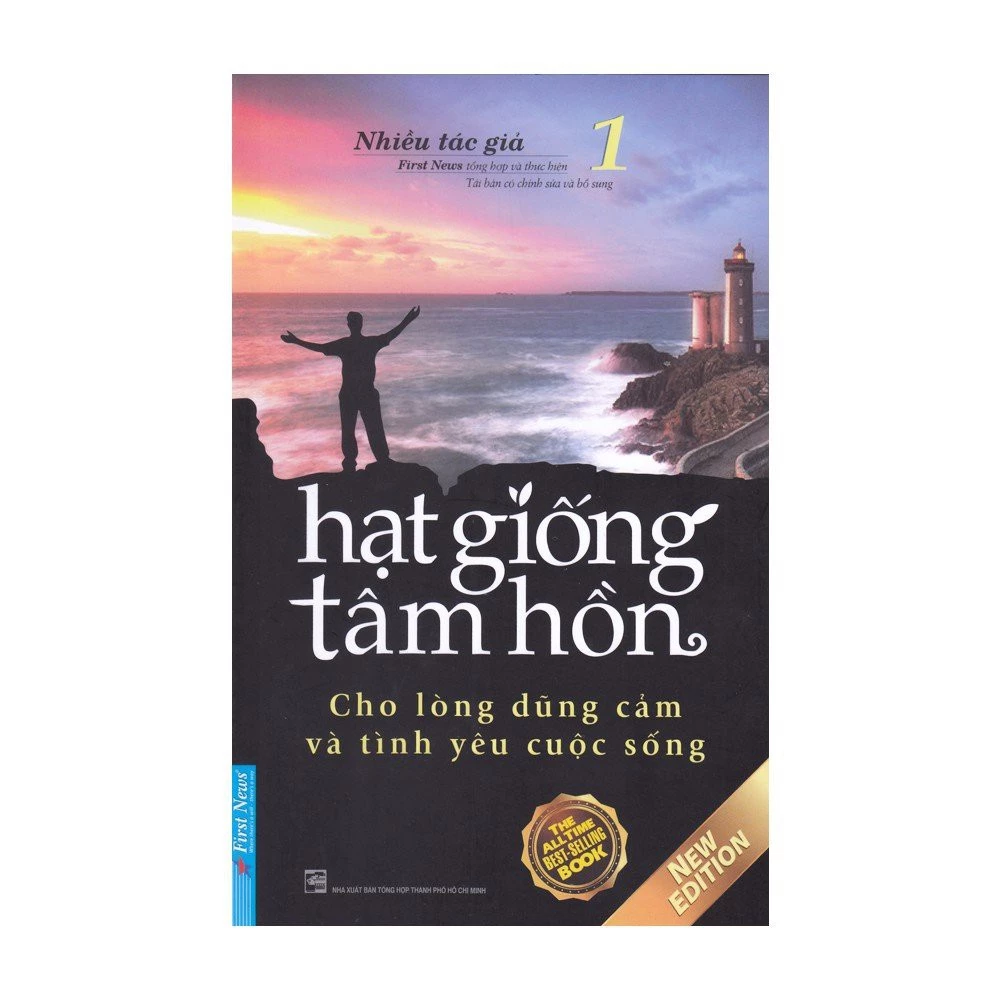 Nhiều tác giả
1
First News tổng hợp và thực hiện
Tái bản có chỉnh sửa và bổ sung
hạt giống
tâm hồn
Cho lòng dũng cảm
và tình yêu cuộc sống
THE
ALL TIME
BEST-SELLING
BOOK
NEW
EDITION
First News
NHÀ XUẤT BẢN TỔNG HỢP THÀNH PHỐ HỒ CHÍ MINH